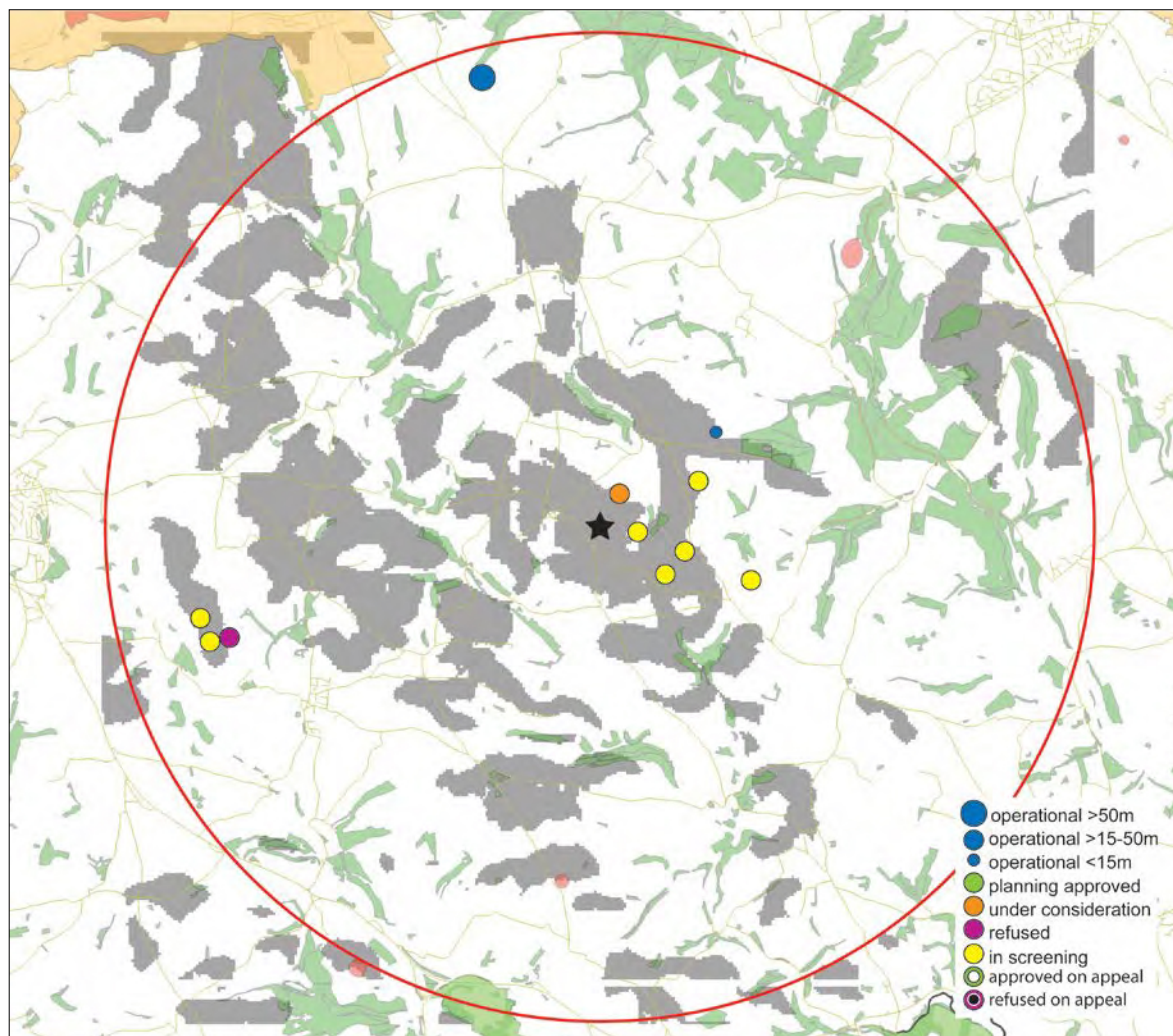 operational >50m
operational >15-50m
operational <15m
planning approved
under consideration
refused
in screening
approved on appeal
refused on appeal